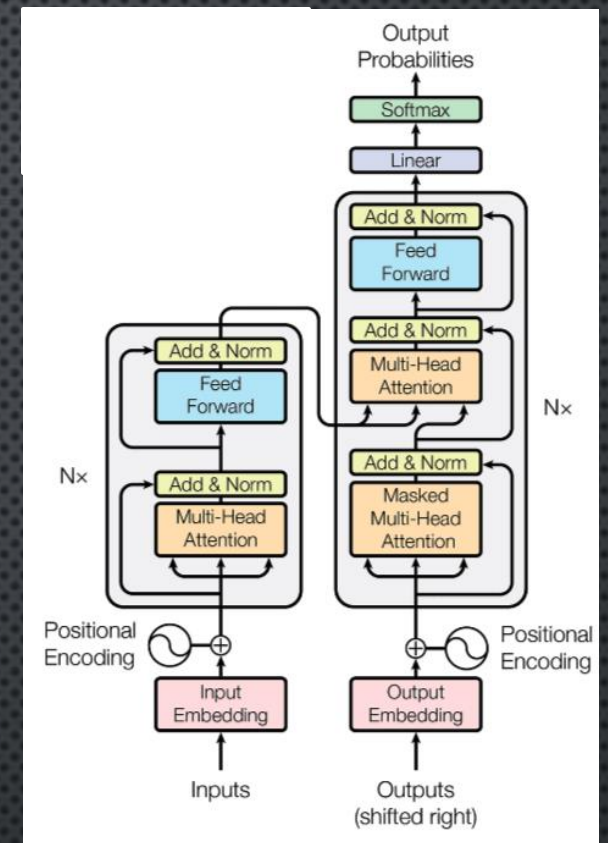 Output
Probabilities
Softmax
Linear
Add & Norm
Feed
Forward
Add & Norm
Multi-Head
Attention
Add & Norm
Masked
Multi-Head
Attention
Nx
Add & Norm
Feed
Forward
Add & Norm
Multi-Head
Attention
Nx
Positional
Encoding
Positional
Encoding
Input
Embedding
Output
Embedding
Inputs
Outputs
(shifted right)